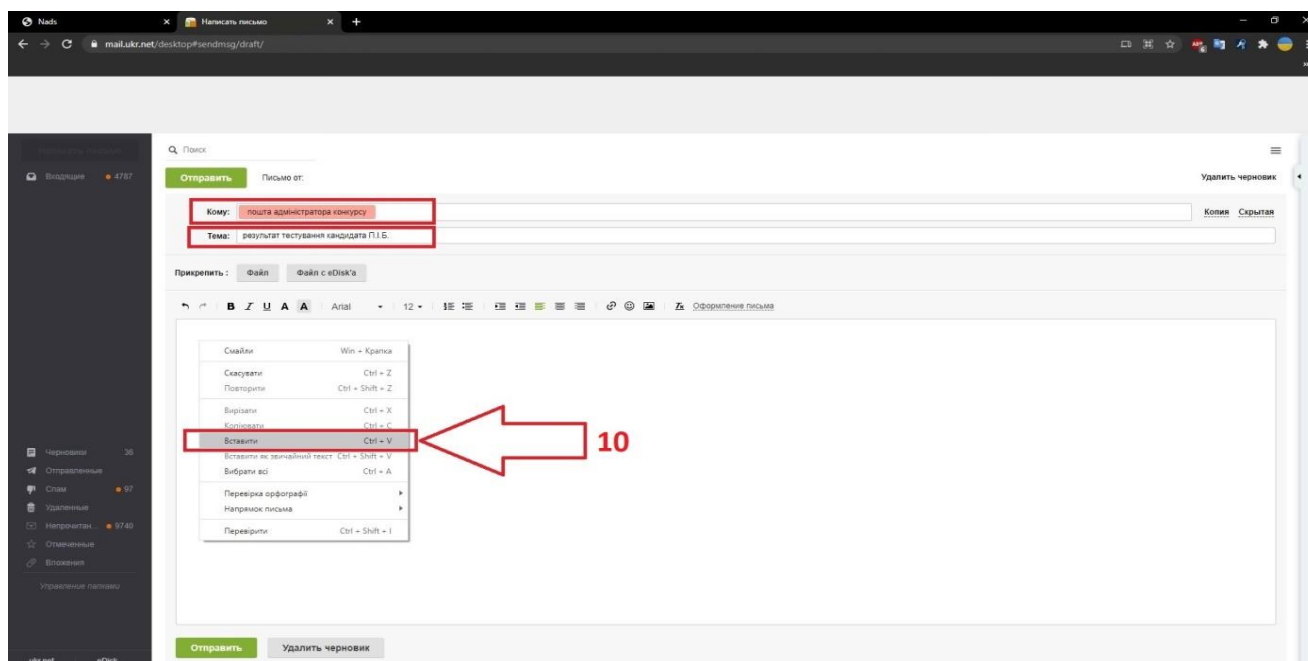 Nads
Написать письмо
mail.ukr.net/desktop#sendmsg/draft/
Поиск
Входящие 4787
Отправить Письмо от: Удалить черновик
Кому: пошта адміністратора конкурсу Копия Скрытая
Тема: результат тестування кандидата П.І.Б.
Прикрепить : Файл Файл с eDisk'a
B I U A A Arial 12 Оформление письма
Смайли Win + Крапка
Скасувати Ctrl + Z
Повторити Ctrl + Shift + Z
Вирізати Ctrl + X
Копіювати Ctrl + C
Вставити Ctrl + V
10
Вставити як звичайний текст Ctrl + Shift + V
Вибрати всі Ctrl + A
Перевірка орфографії
Напрямок письма
Перевірити Ctrl + Shift + I
Черновики 36
Отправленные
Спам 97
Удаленные
Непрочитан... 9740
Отмеченные
Вложения
Управление папками
Отправить Удалить черновик
ukr.net eDisk